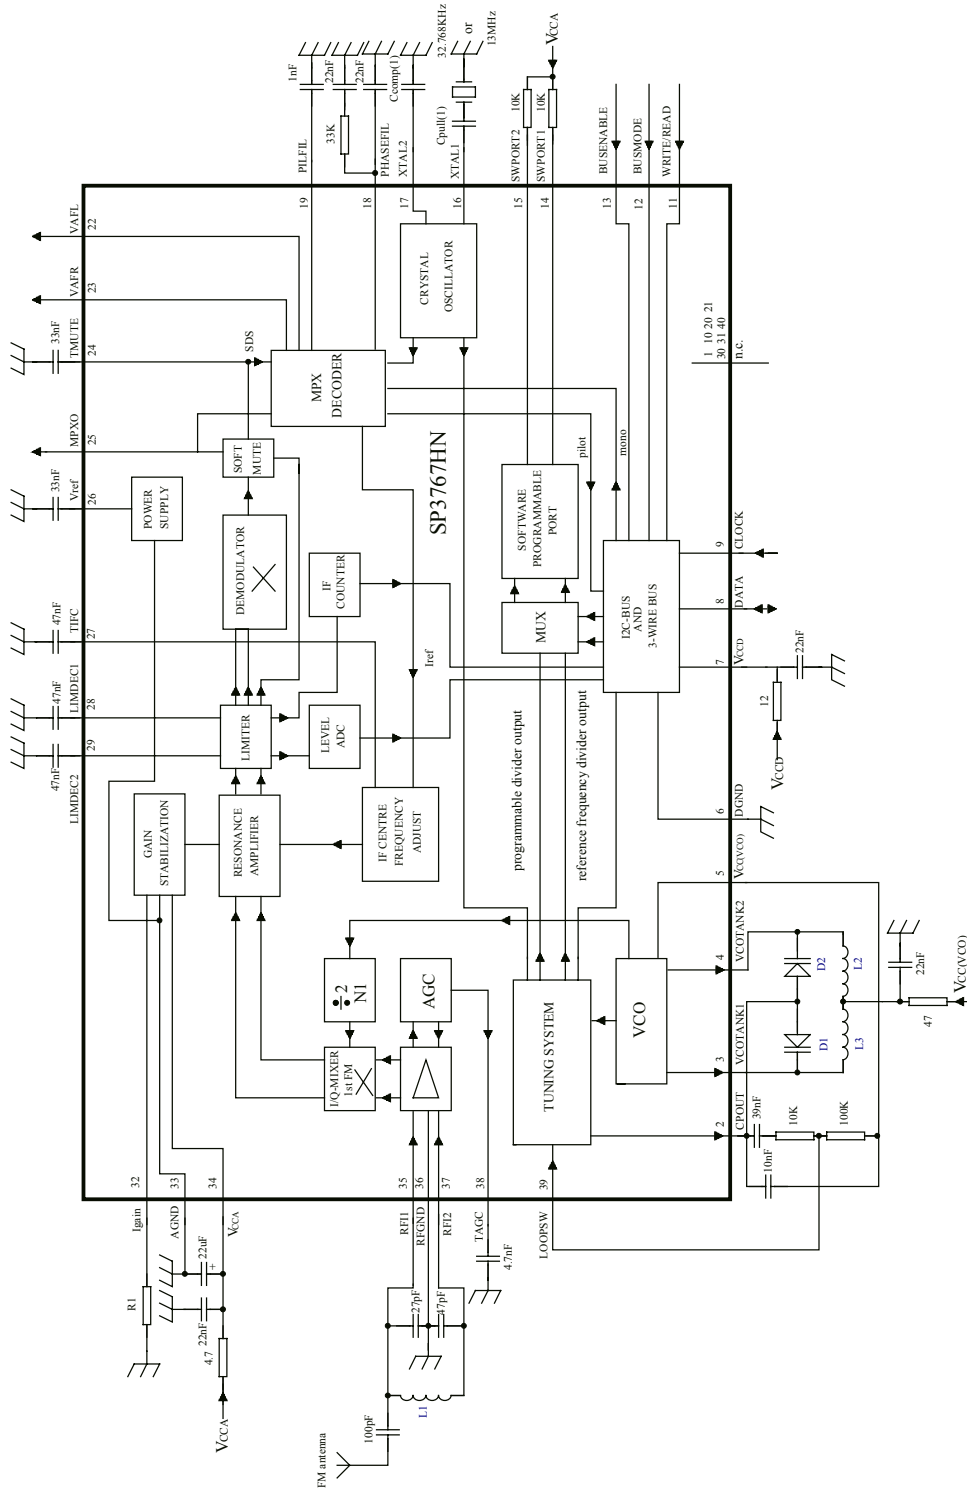 32.768KHz
or
13MHz
1nF
22nF
22nF
Ccomp(1)
Cpull(1)
VCCA
33K
10K
10K
PILFIL
PHASEFIL
XTAL2
XTAL1
SWPORT2
SWPORT1
BUSENABLE
BUSMODE
WRITE/READ
19
18
17
16
15
14
13
12
11
VAFL
22
VAFR
23
33nF
TMUTE
24
SDS
MPXO
25
33nF
Vref
26
47nF
TIFC
27
47nF
LIMDEC1
28
47nF
LIMDEC2
29
CRYSTAL
OSCILLATOR
MPX
DECODER
SOFT
MUTE
POWER
SUPPLY
DEMODULATOR
IF
COUNTER
LIMITER
LEVEL
ADC
Iref
GAIN
STABILIZATION
RESONANCE
AMPLIFIER
IF CENTRE
FREQUENCY
ADJUST
SP3767HN
SOFTWARE
PROGRAMMABLE
PORT
MUX
pilot
mono
I2C-BUS
AND
3-WIRE BUS
1 10 20 21
30 31 40
n.c.
9
CLOCK
8
DATA
7
VCCD
22nF
12
VCCD
6
DGND
5
VCC(VCO)
programmable divider output
reference frequency divider output
÷2
N1
AGC
I/Q-MIXER
1st FM
TUNING SYSTEM
VCO
4
VCOTANK2
3
VCOTANK1
2
CPOUT
D2
D1
L2
L3
22nF
47
VCC(VCO)
39nF
10K
100K
10nF
32
33
34
35
36
37
38
39
Igain
AGND
VCCA
RFI1
RFGND
RFI2
TAGC
LOOPSW
R1
22uF
+
22nF
4.7
VCCA
27pF
47pF
4.7nF
L1
100pF
FM antenna